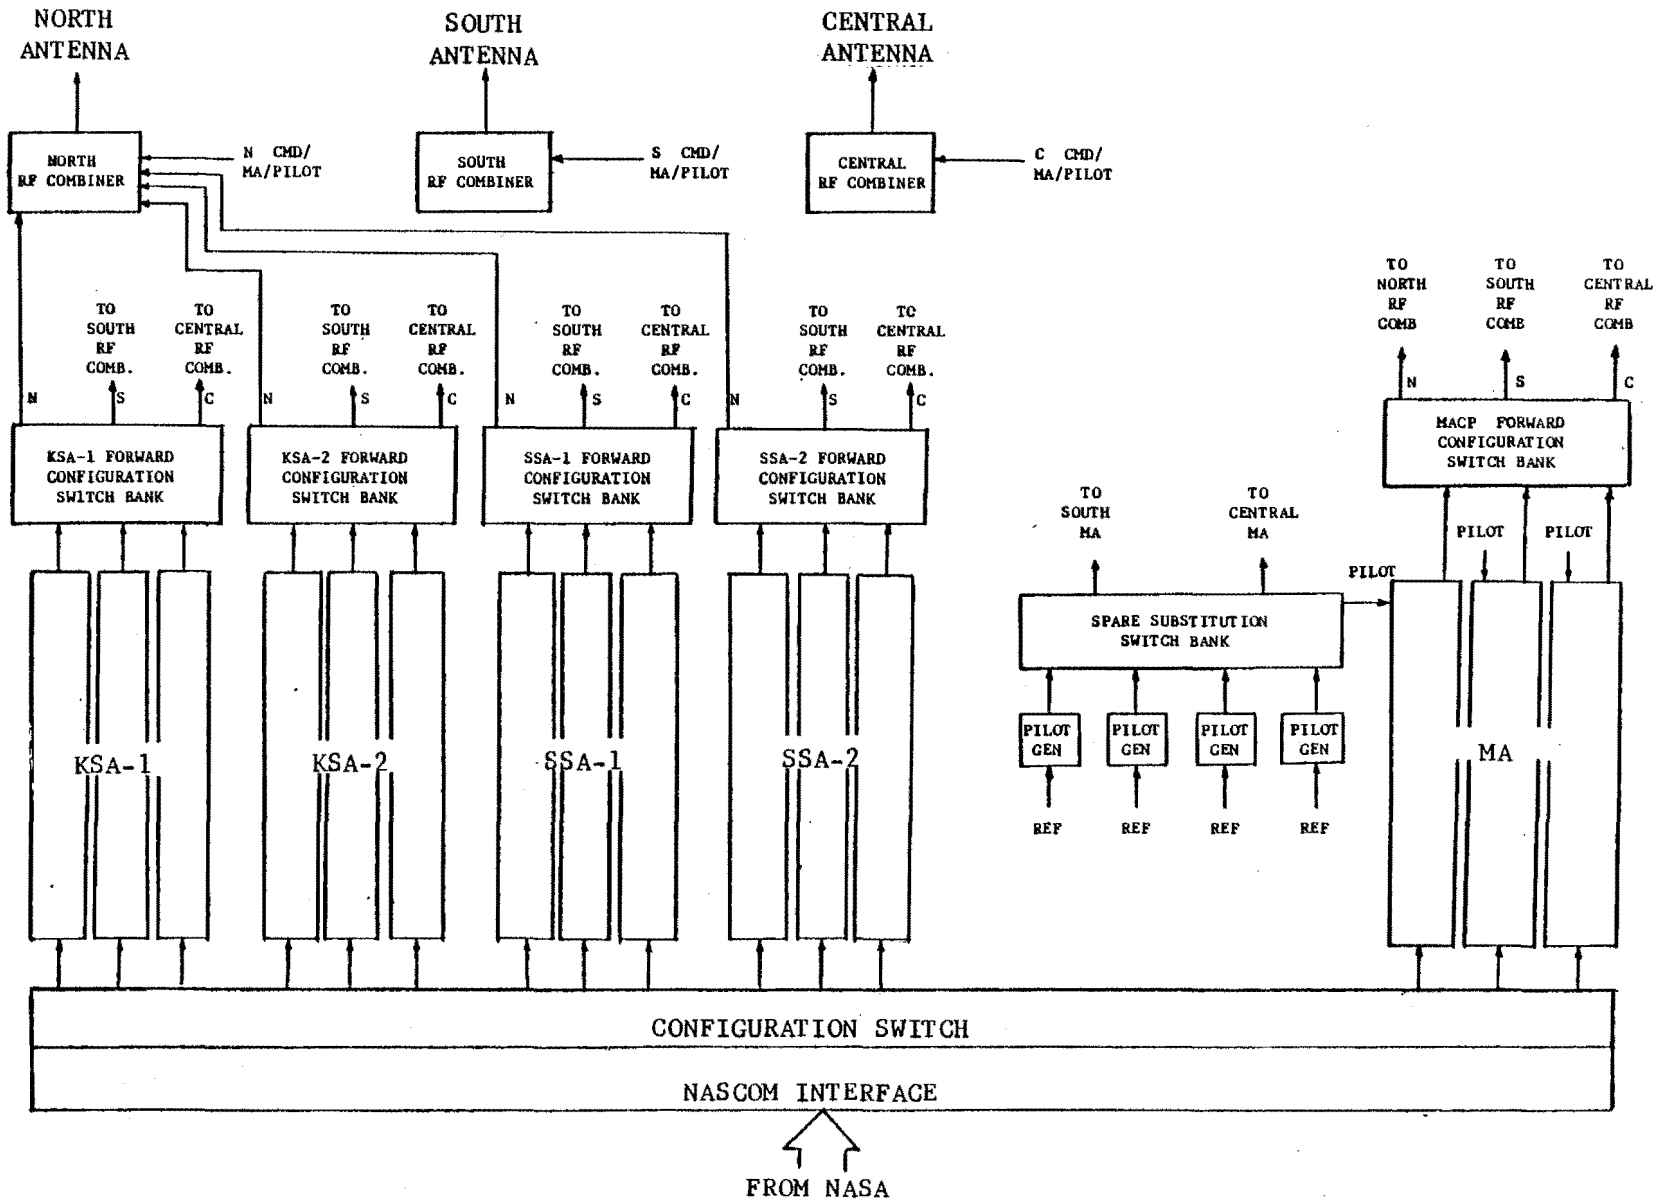 NORTH
ANTENNA
SOUTH
ANTENNA
CENTRAL
ANTENNA
NORTH
RF COMBINER
N CMD/
MA/PILOT
SOUTH
RF COMBINER
S CMD/
MA/PILOT
CENTRAL
RF COMBINER
C CMD/
MA/PILOT
N
TO
SOUTH
RF
COMB.
S
TO
CENTRAL
RF
COMB.
C
N
TO
SOUTH
RF
COMB.
S
TO
CENTRAL
RF
COMB.
C
N
TO
SOUTH
RF
COMB.
S
TO
CENTRAL
RF
COMB.
C
N
TO
SOUTH
RF
COMB.
S
TO
CENTRAL
RF
COMB.
C
TO
NORTH
RF
COMB
N
TO
SOUTH
RF
COMB
S
TO
CENTRAL
RF
COMB
C
KSA-1 FORWARD
CONFIGURATION
SWITCH BANK
KSA-2 FORWARD
CONFIGURATION
SWITCH BANK
SSA-1 FORWARD
CONFIGURATION
SWITCH BANK
SSA-2 FORWARD
CONFIGURATION
SWITCH BANK
MACP FORWARD
CONFIGURATION
SWITCH BANK
TO
SOUTH
MA
TO
CENTRAL
MA
PILOT
PILOT
PILOT
SPARE SUBSTITUTION
SWITCH BANK
PILOT
GEN
PILOT
GEN
PILOT
GEN
PILOT
GEN
REF
REF
REF
REF
KSA-1
KSA-2
SSA-1
SSA-2
MA
CONFIGURATION SWITCH
NASCOM INTERFACE
FROM NASA